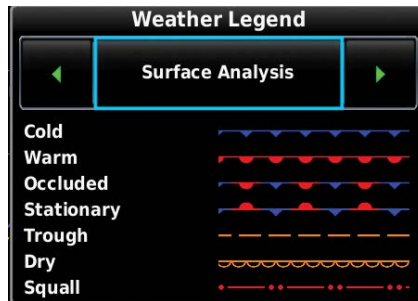 Weather Legend
Surface Analysis
Cold
Warm
Occluded
Stationary
Trough
Dry
Squall